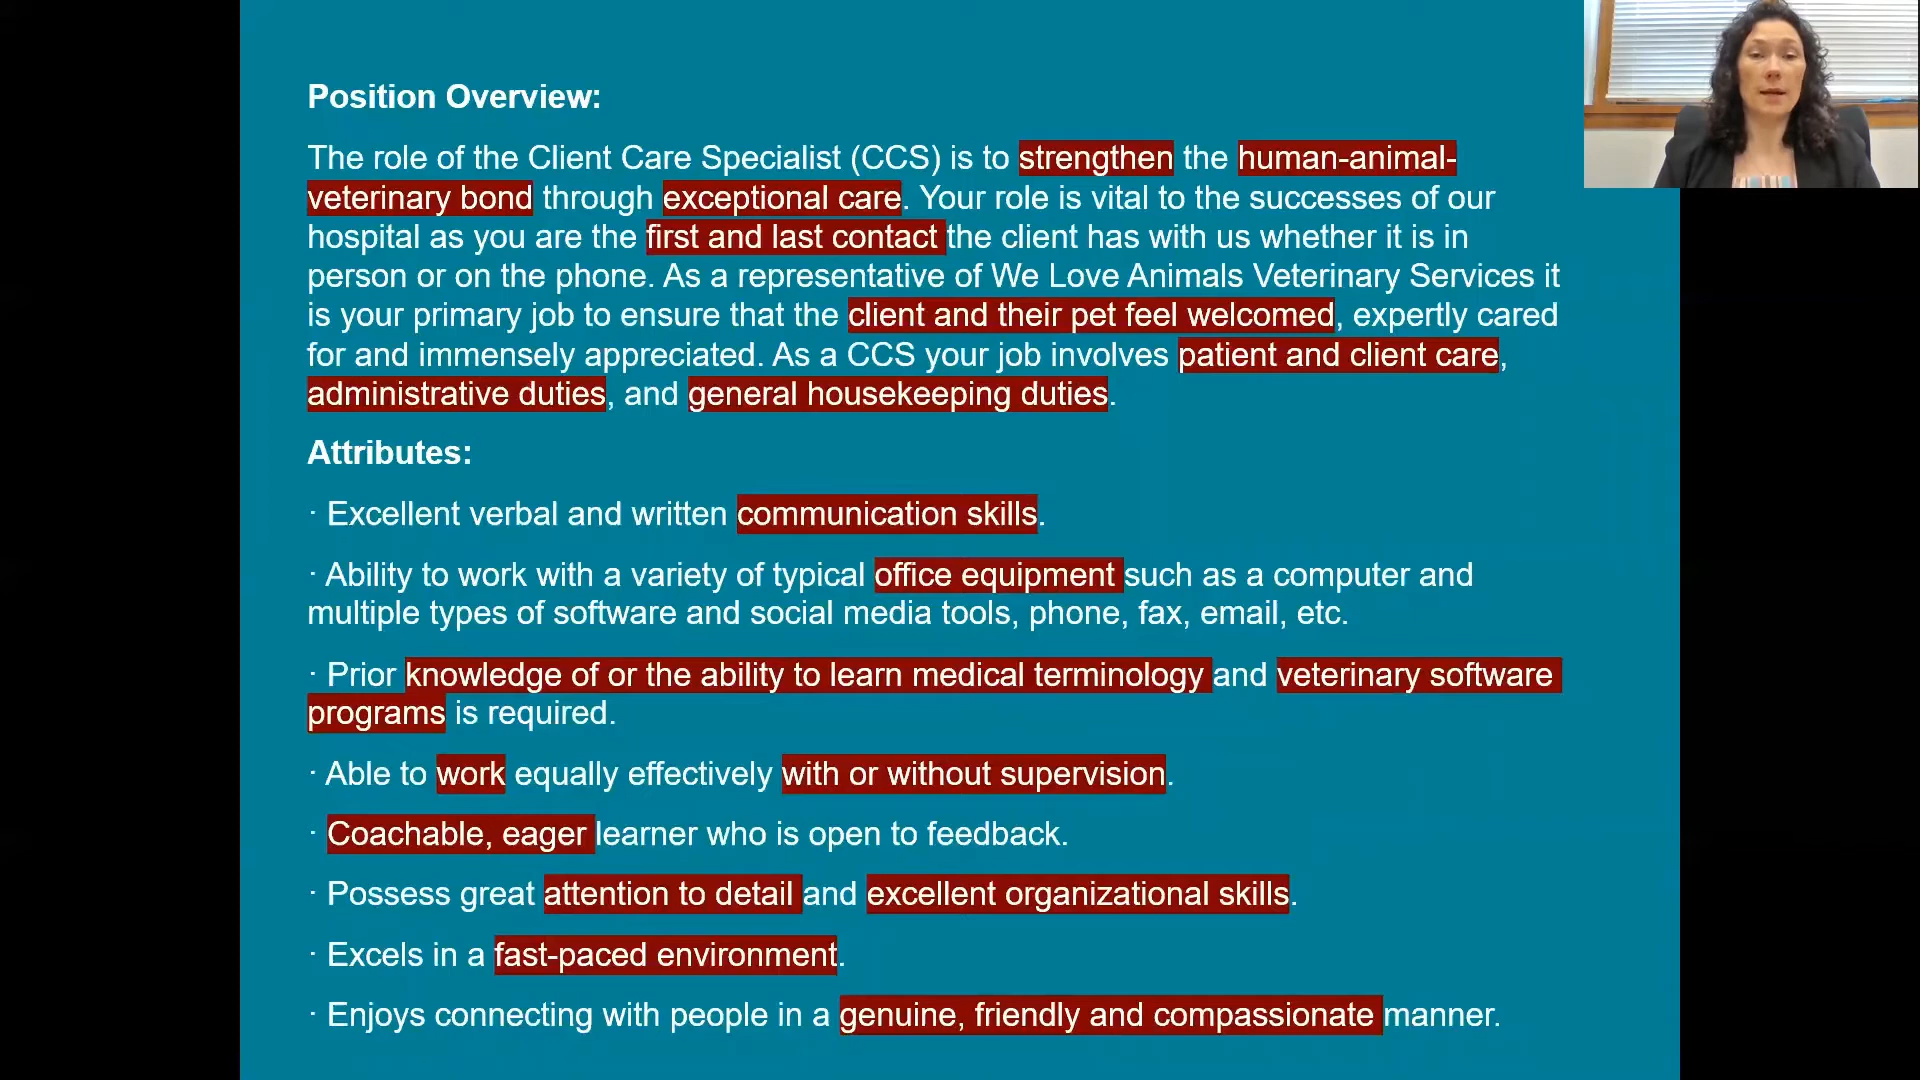 Position Overview:
The role of the Client Care Specialist (CCS) is to strengthen the human-animal-
veterinary bond through exceptional care. Your role is vital to the successes of our
hospital as you are the first and last contact the client has with us whether it is in
person or on the phone. As a representative of We Love Animals Veterinary Services it
is your primary job to ensure that the client and their pet feel welcomed, expertly cared
for and immensely appreciated. As a CCS your job involves patient and client care,
administrative duties, and general housekeeping duties.
Attributes:
· Excellent verbal and written communication skills.
· Ability to work with a variety of typical office equipment such as a computer and
multiple types of software and social media tools, phone, fax, email, etc.
· Prior knowledge of or the ability to learn medical terminology and veterinary software
programs is required.
· Able to work equally effectively with or without supervision.
· Coachable, eager learner who is open to feedback.
· Possess great attention to detail and excellent organizational skills.
· Excels in a fast-paced environment.
· Enjoys connecting with people in a genuine, friendly and compassionate manner.